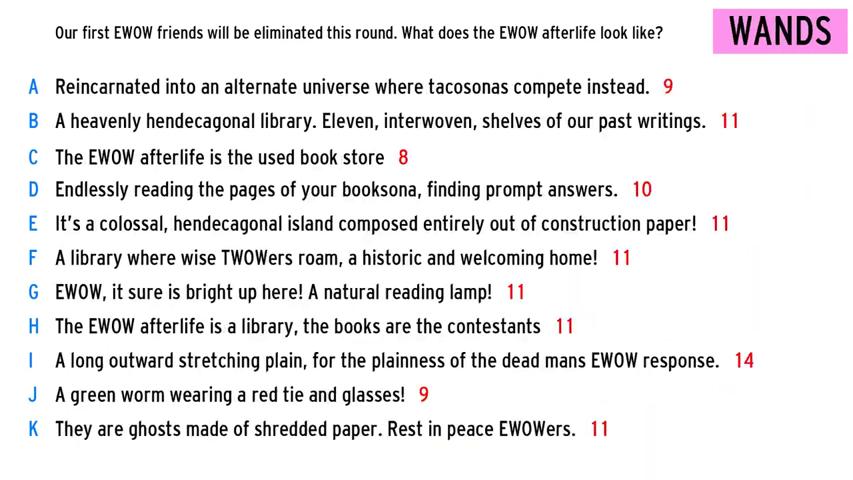 Our first EWOW friends will be eliminated this round. What does the EWOW afterlife look like?
WANDS
A Reincarnated into an alternate universe where tacosonas compete instead. 9
B A heavenly hendecagonal library. Eleven, interwoven, shelves of our past writings. 11
C The EWOW afterlife is the used book store 8
D Endlessly reading the pages of your booksona, finding prompt answers. 10
E It's a colossal, hendecagonal island composed entirely out of construction paper! 11
F A library where wise TWOWers roam, a historic and welcoming home! 11
G EWOW, it sure is bright up here! A natural reading lamp! 11
H The EWOW afterlife is a library, the books are the contestants 11
I A long outward stretching plain, for the plainness of the dead mans EWOW response. 14
J A green worm wearing a red tie and glasses! 9
K They are ghosts made of shredded paper. Rest in peace EWOWers. 11